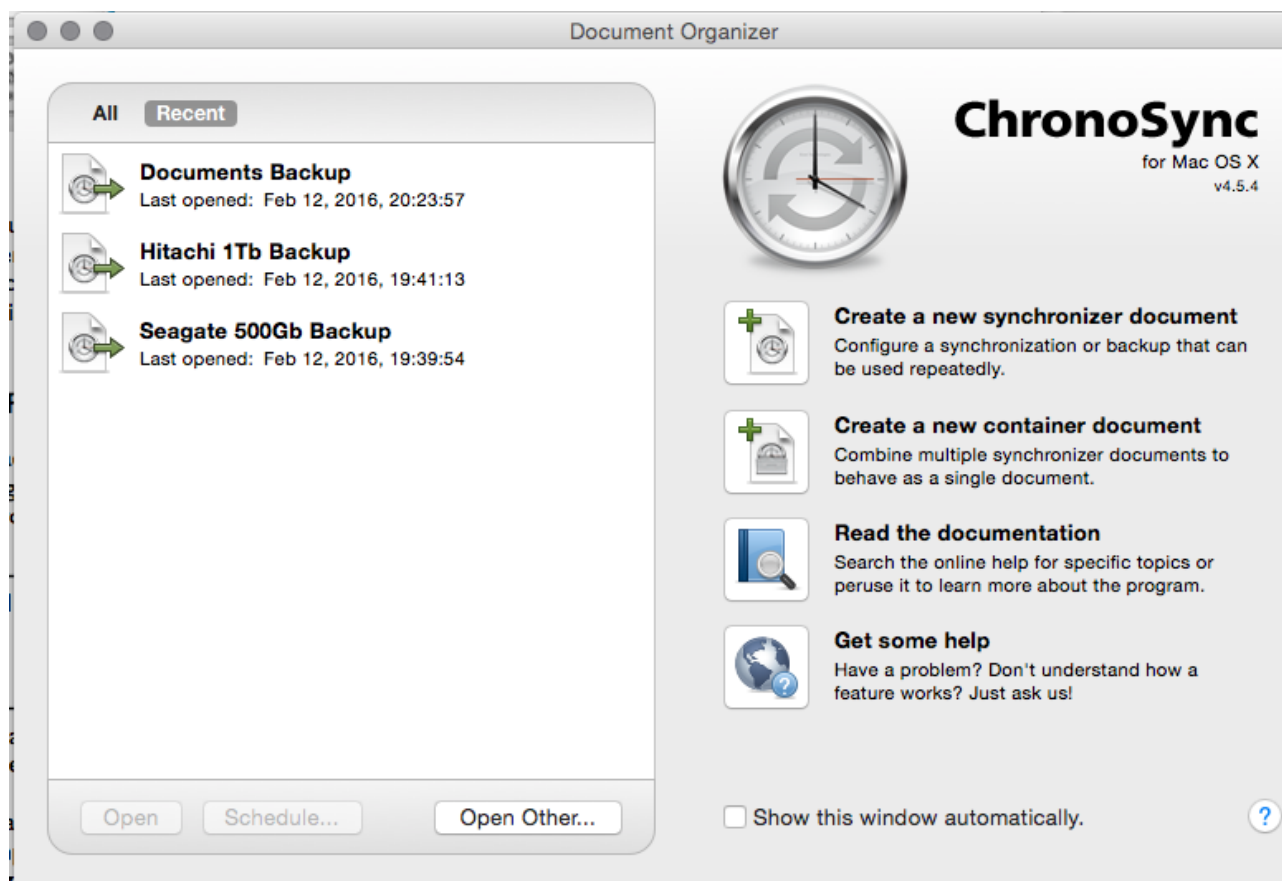 Document Organizer
All Recent
Documents Backup
Last opened: Feb 12, 2016, 20:23:57
Hitachi 1Tb Backup
Last opened: Feb 12, 2016, 19:41:13
Seagate 500Gb Backup
Last opened: Feb 12, 2016, 19:39:54
Open Schedule... Open Other...
ChronoSync
for Mac OS X
v4.5.4
Create a new synchronizer document
Configure a synchronization or backup that can
be used repeatedly.
Create a new container document
Combine multiple synchronizer documents to
behave as a single document.
Read the documentation
Search the online help for specific topics or
peruse it to learn more about the program.
Get some help
Have a problem? Don't understand how a
feature works? Just ask us!
Show this window automatically.
?